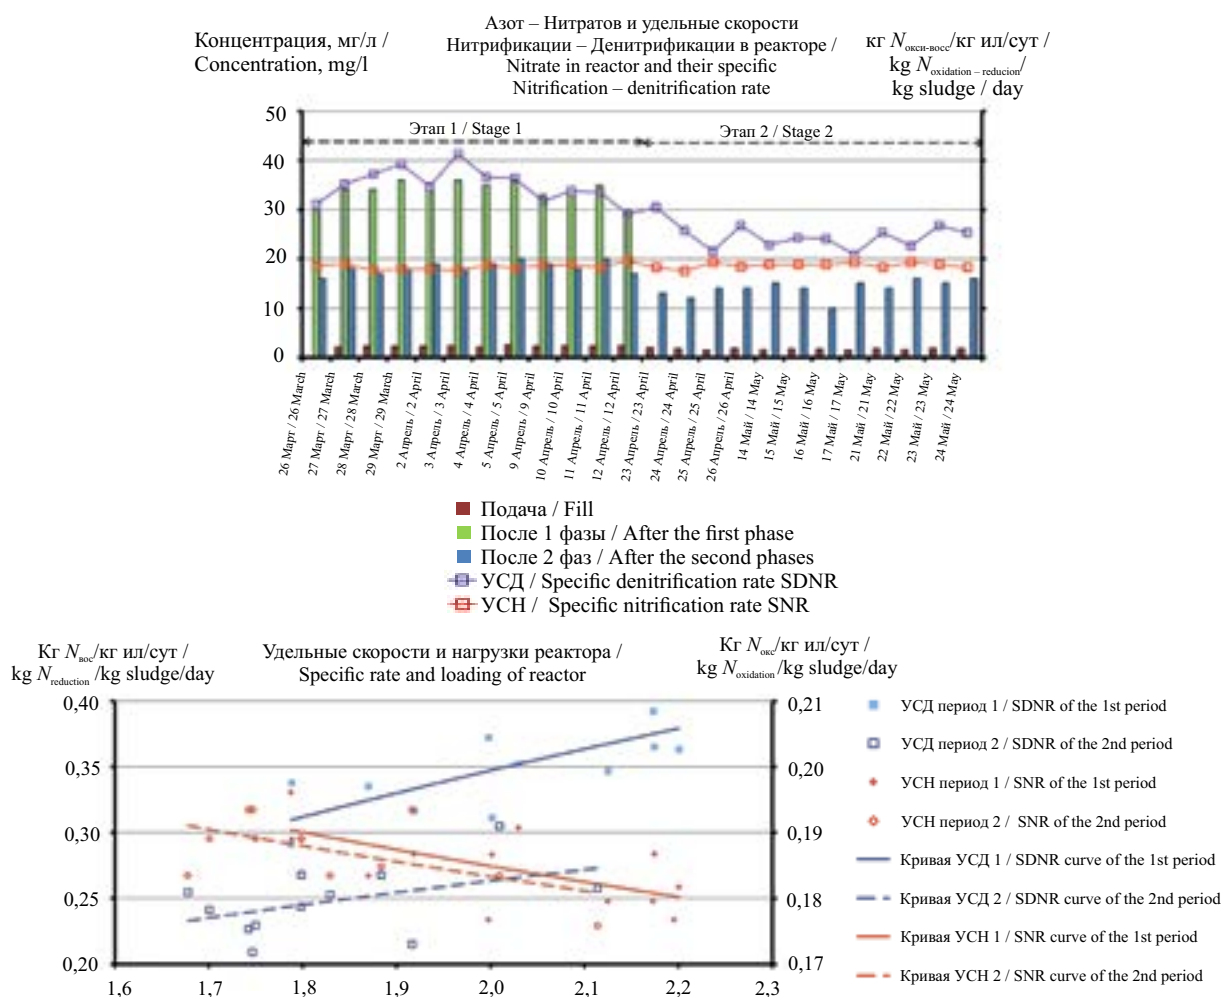 Концентрация, мг/л /
Concentration, mg/l
Азот – Нитратов и удельные скорости
Нитрификации – Денитрификации в реакторе /
Nitrate in reactor and their specific
Nitrification – denitrification rate
кг Nокси-восс/кг ил/сут /
kg Noxidation – reducion/
kg sludge / day
50
40
30
20
10
0
Этап 1 / Stage 1
Этап 2 / Stage 2
26 Март / 26 March
27 Март / 27 March
28 Март / 28 March
29 Март / 29 March
2 Апрель / 2 April
3 Апрель / 3 April
4 Апрель / 4 April
5 Апрель / 5 April
9 Апрель / 9 April
10 Апрель / 10 April
11 Апрель / 11 April
12 Апрель / 12 April
23 Апрель / 23 April
24 Апрель / 24 April
25 Апрель / 25 April
26 Апрель / 26 April
14 Май / 14 May
15 Май / 15 May
16 Май / 16 May
17 Май / 17 May
21 Май / 21 May
22 Май / 22 May
23 Май / 23 May
24 Май / 24 May
Подача / Fill
После 1 фазы / After the first phase
После 2 фаз / After the second phases
УСД / Specific denitrification rate SDNR
УСН / Specific nitrification rate SNR
Кг Nвос/кг ил/сут /
kg Nreduction /kg sludge/day
Удельные скорости и нагрузки реактора /
Specific rate and loading of reactor
Кг Nокс/кг ил/сут /
kg Noxidation /kg sludge/day
0,40
0,35
0,30
0,25
0,20
0,21
0,20
0,19
0,18
0,17
1,6
1,7
1,8
1,9
2,0
2,1
2,2
2,3
УСД период 1 / SDNR of the 1st period
УСД период 2 / SDNR of the 2nd period
УСН период 1 / SNR of the 1st period
УСН период 2 / SNR of the 2nd period
Кривая УСД 1 / SDNR curve of the 1st period
Кривая УСД 2 / SDNR curve of the 2nd period
Кривая УСН 1 / SNR curve of the 1st period
Кривая УСН 2 / SNR curve of the 2nd period